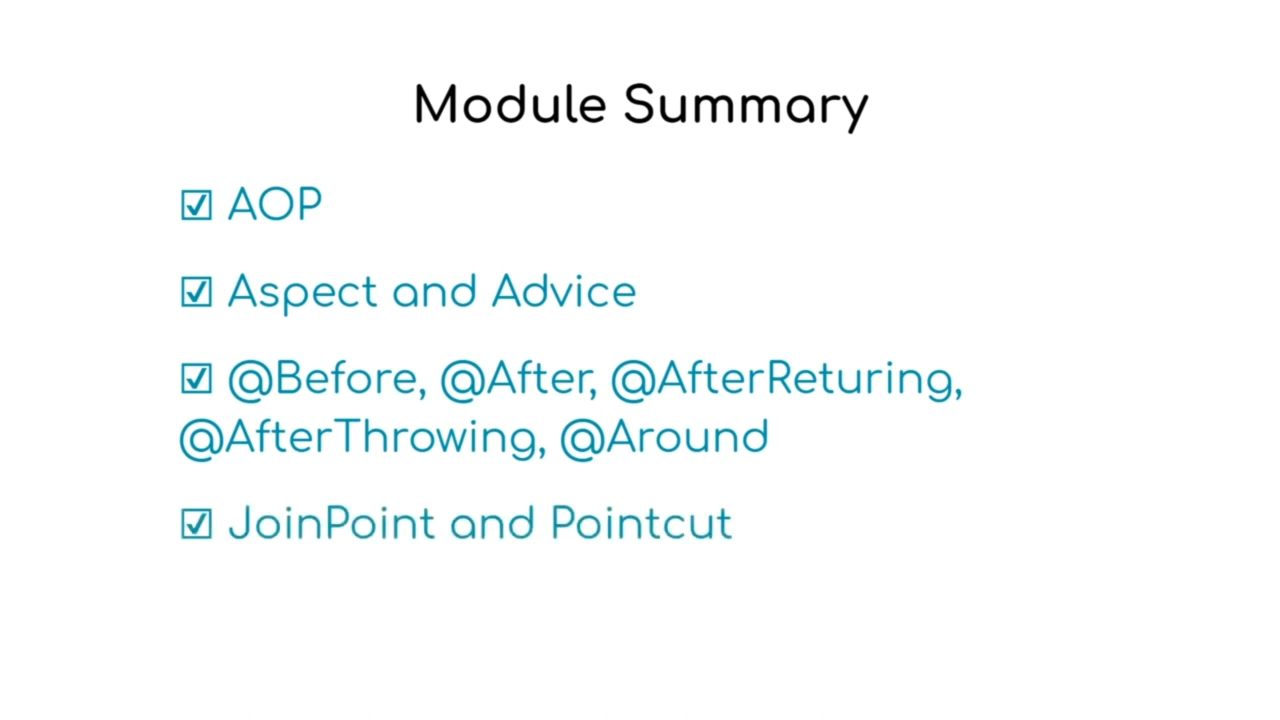 Module Summary
☑ AOP
☑ Aspect and Advice
☑ @Before, @After, @AfterReturing,
@AfterThrowing, @Around
☑ JoinPoint and Pointcut